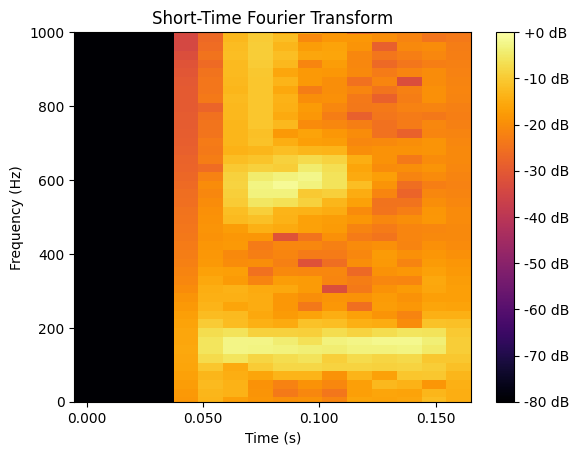 Short-Time Fourier Transform
1000
800
600
400
200
0
Frequency (Hz)
0.000
0.050
0.100
0.150
Time (s)
+0 dB
-10 dB
-20 dB
-30 dB
-40 dB
-50 dB
-60 dB
-70 dB
-80 dB